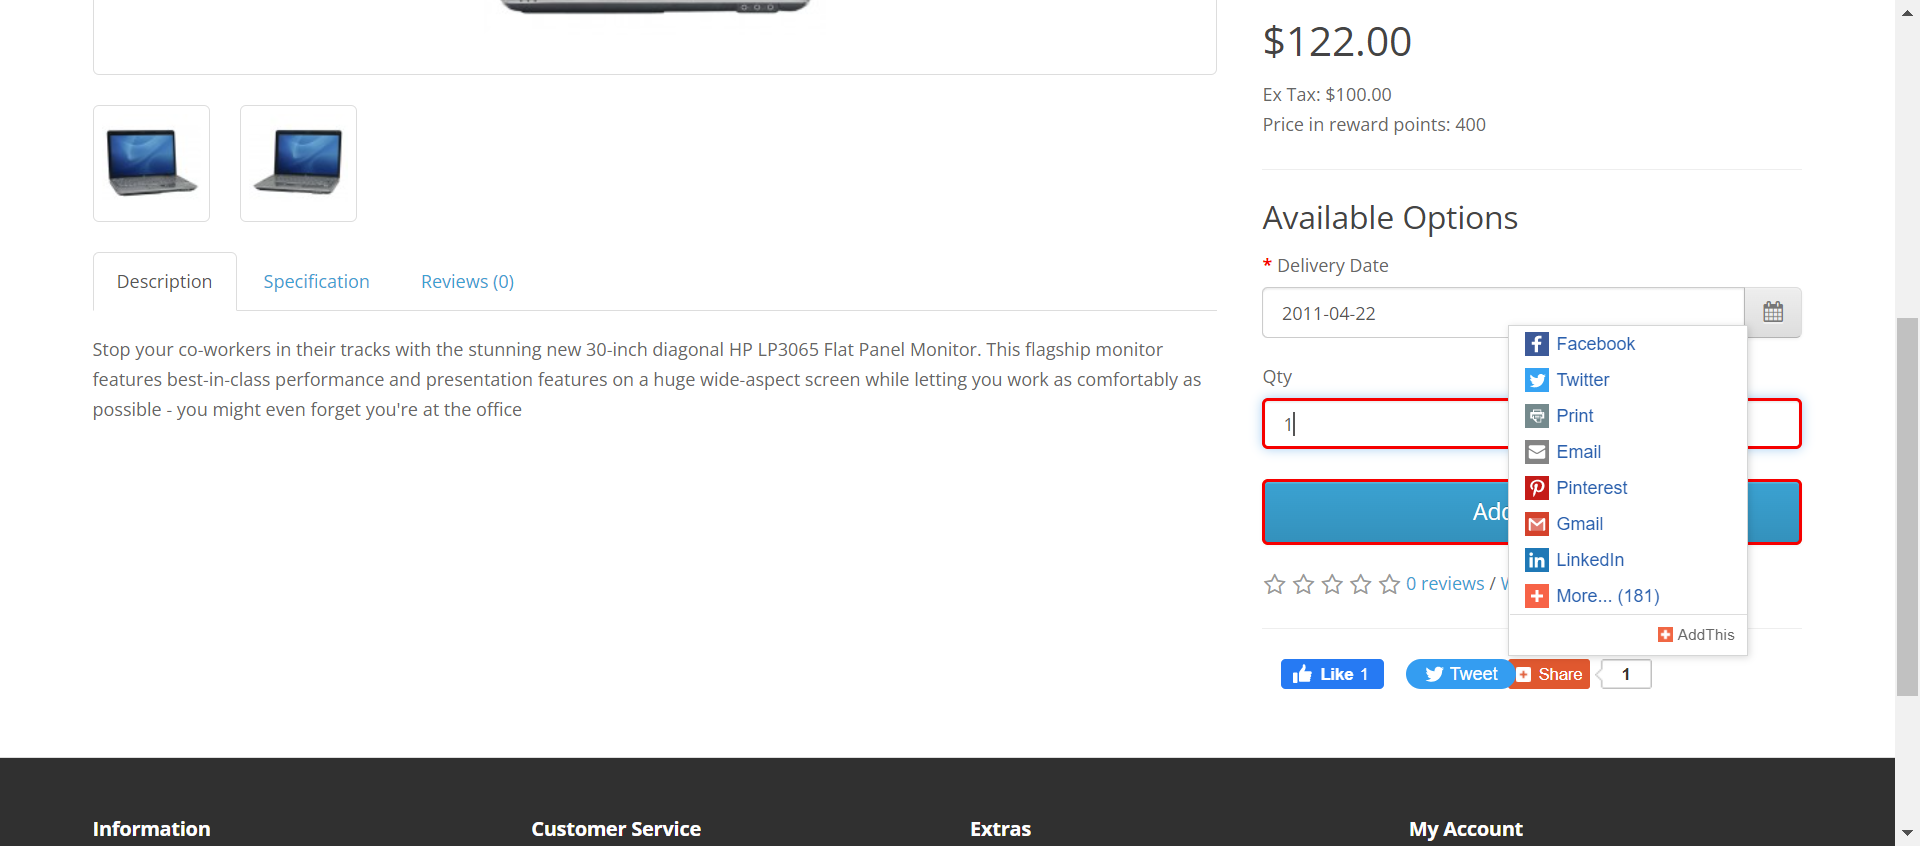 $122.00
Ex Tax: $100.00
Price in reward points: 400
Available Options
* Delivery Date
2011-04-22
Qty
1
Add
0 reviews /
Facebook
Twitter
Print
Email
Pinterest
Gmail
LinkedIn
More... (181)
AddThis
Like 1
Tweet
Share
1
Description
Specification
Reviews (0)
Stop your co-workers in their tracks with the stunning new 30-inch diagonal HP LP3065 Flat Panel Monitor. This flagship monitor
features best-in-class performance and presentation features on a huge wide-aspect screen while letting you work as comfortably as
possible - you might even forget you're at the office
Information
Customer Service
Extras
My Account